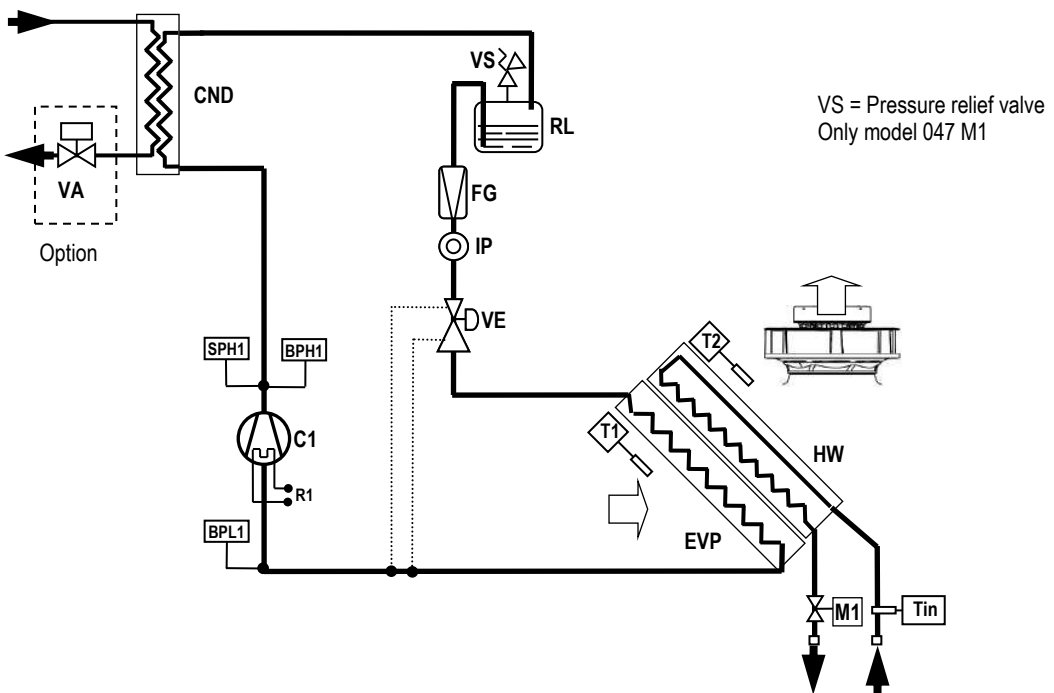 VS
CND
RL
VS = Pressure relief valve
Only model 047 M1
VA
FG
Option
IP
VE
SPH1
BPH1
T2
C1
T1
HW
R1
BPL1
EVP
M1
Tin